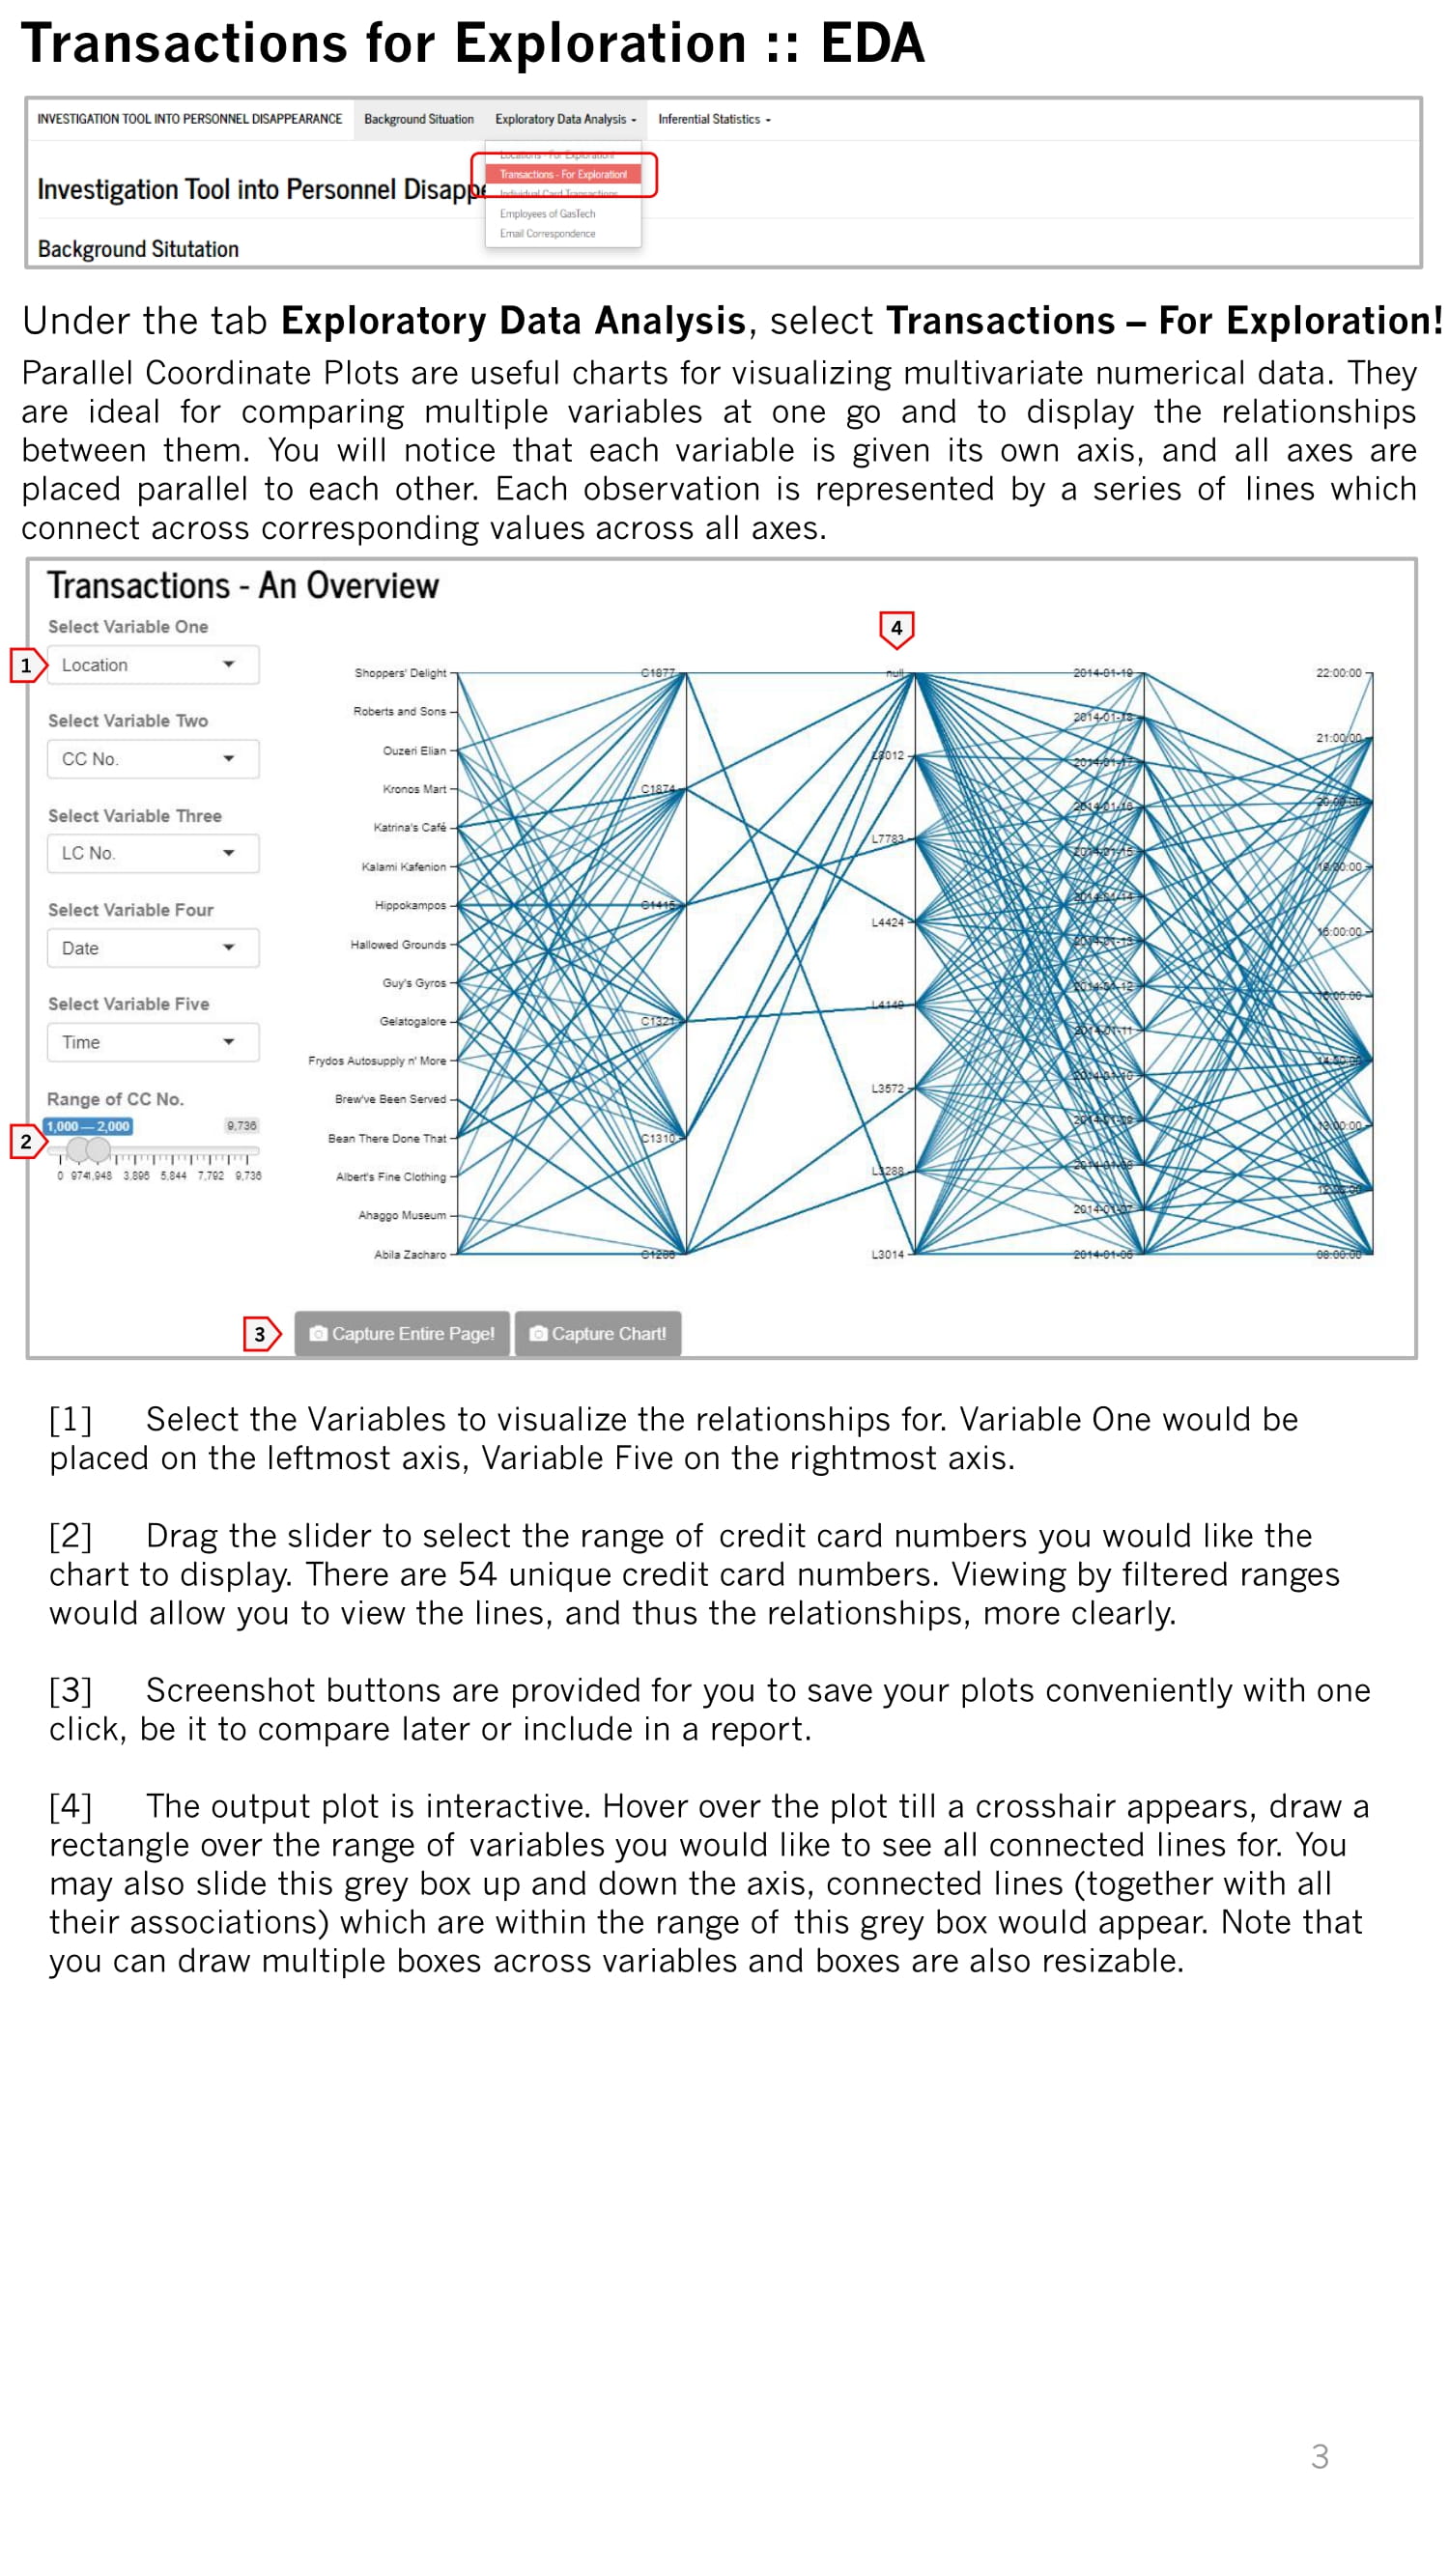 Transactions for Exploration :: EDA
INVESTIGATION TOOL INTO PERSONNEL DISAPPEARANCE Background Situation Exploratory Data Analysis Inferential Statistics
Locations - For Exploration!
Transactions - For Exploration!
Investigation Tool into Personnel Disappe
Individual Card Transactions
Employees of GasTech
Email Correspondence
Background Situtation
Under the tab Exploratory Data Analysis, select Transactions – For Exploration!
Parallel Coordinate Plots are useful charts for visualizing multivariate numerical data. They
are ideal for comparing multiple variables at one go and to display the relationships
between them. You will notice that each variable is given its own axis, and all axes are
placed parallel to each other. Each observation is represented by a series of lines which
connect across corresponding values across all axes.
Transactions - An Overview
Select Variable One
1 Location
Select Variable Two
CC No.
Select Variable Three
LC No.
Select Variable Four
Date
Select Variable Five
Time
Range of CC No.
1,000 — 2,000 9,736
2
0 974 1,948 3,896 5,844 7,792 9,736
Shoppers' Delight
Roberts and Sons
Ouzeri Elian
Kronos Mart
Katrina's Café
Kalami Kafenion
Hippokampos
Hallowed Grounds
Guy's Gyros
Gelatogalore
Frydos Autosupply n' More
Brew've Been Served
Bean There Done That
Albert's Fine Clothing
Ahaggo Museum
Abila Zacharo
C1877
C1874
C1415
C1321
C1310
C1286
4
null
L8012
L7783
L4424
L4149
L3572
L3288
L3014
2014-01-19
2014-01-18
2014-01-17
2014-01-16
2014-01-15
2014-01-14
2014-01-13
2014-01-12
2014-01-11
2014-01-10
2014-01-09
2014-01-08
2014-01-07
2014-01-06
22:00:00
21:00:00
20:00:00
14:00:00
13:00:00
12:00:00
08:00:00
3 Capture Entire Page! Capture Chart!
[1] Select the Variables to visualize the relationships for. Variable One would be
placed on the leftmost axis, Variable Five on the rightmost axis.
[2] Drag the slider to select the range of credit card numbers you would like the
chart to display. There are 54 unique credit card numbers. Viewing by filtered ranges
would allow you to view the lines, and thus the relationships, more clearly.
[3] Screenshot buttons are provided for you to save your plots conveniently with one
click, be it to compare later or include in a report.
[4] The output plot is interactive. Hover over the plot till a crosshair appears, draw a
rectangle over the range of variables you would like to see all connected lines for. You
may also slide this grey box up and down the axis, connected lines (together with all
their associations) which are within the range of this grey box would appear. Note that
you can draw multiple boxes across variables and boxes are also resizable.
3